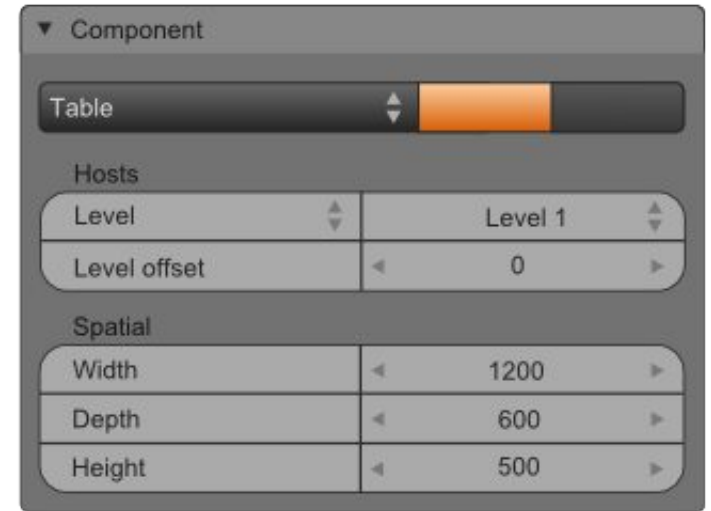 Component
Table
Hosts
Level Level 1
Level offset 0
Spatial
Width 1200
Depth 600
Height 500